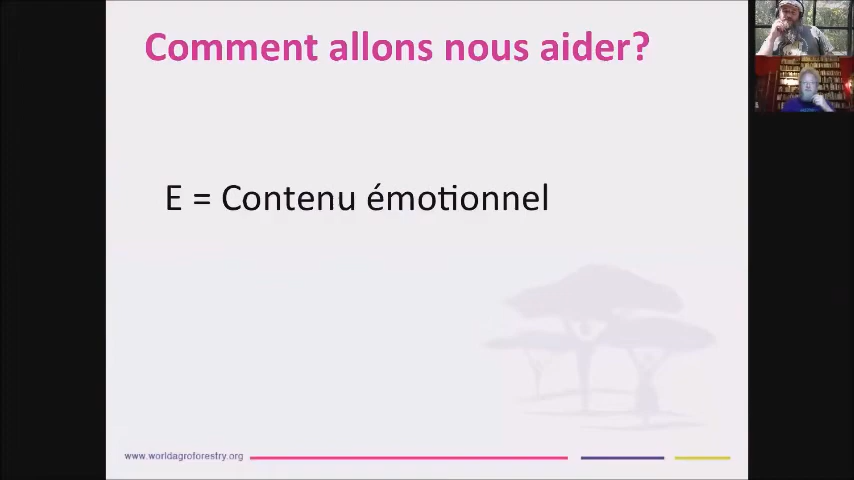 Comment allons nous aider?
E = Contenu émotionnel
www.worldagroforestry.org